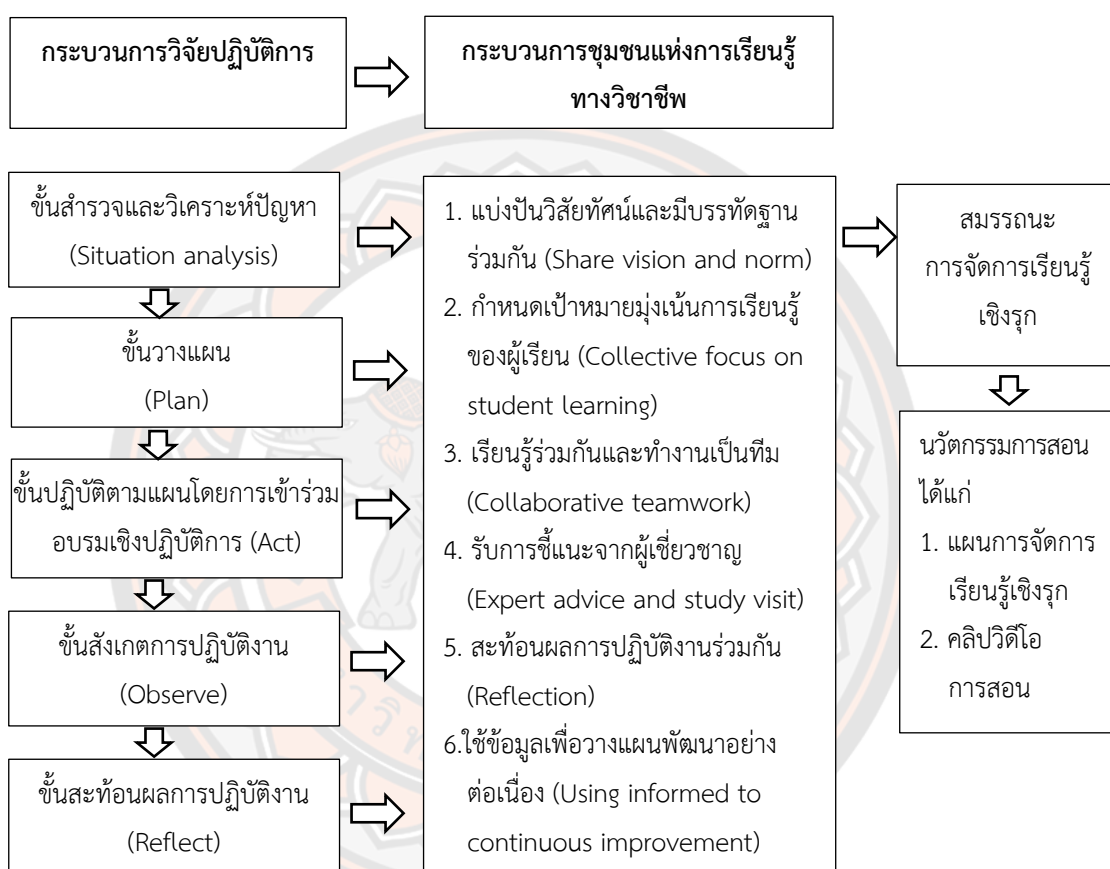 กระบวนการวิจัยปฏิบัติการ
กระบวนการชุมชนแห่งการเรียนรู้
ทางวิชาชีพ
ขั้นสำรวจและวิเคราะห์ปัญหา
(Situation analysis)
ขั้นวางแผน
(Plan)
ขั้นปฏิบัติตามแผนโดยการเข้าร่วม
อบรมเชิงปฏิบัติการ (Act)
ขั้นสังเกตการปฏิบัติงาน
(Observe)
ขั้นสะท้อนผลการปฏิบัติงาน
(Reflect)
1. แบ่งปันวิสัยทัศน์และมีบรรทัดฐาน
ร่วมกัน (Share vision and norm)
2. กำหนดเป้าหมายมุ่งเน้นการเรียนรู้
ของผู้เรียน (Collective focus on
student learning)
3. เรียนรู้ร่วมกันและทำงานเป็นทีม
(Collaborative teamwork)
4. รับการชี้แนะจากผู้เชี่ยวชาญ
(Expert advice and study visit)
5. สะท้อนผลการปฏิบัติงานร่วมกัน
(Reflection)
6.ใช้ข้อมูลเพื่อวางแผนพัฒนาอย่าง
ต่อเนื่อง (Using informed to
continuous improvement)
สมรรถนะ
การจัดการเรียนรู้
เชิงรุก
นวัตกรรมการสอน
ได้แก่
1. แผนการจัดการ
เรียนรู้เชิงรุก
2. คลิปวิดีโอ
การสอน